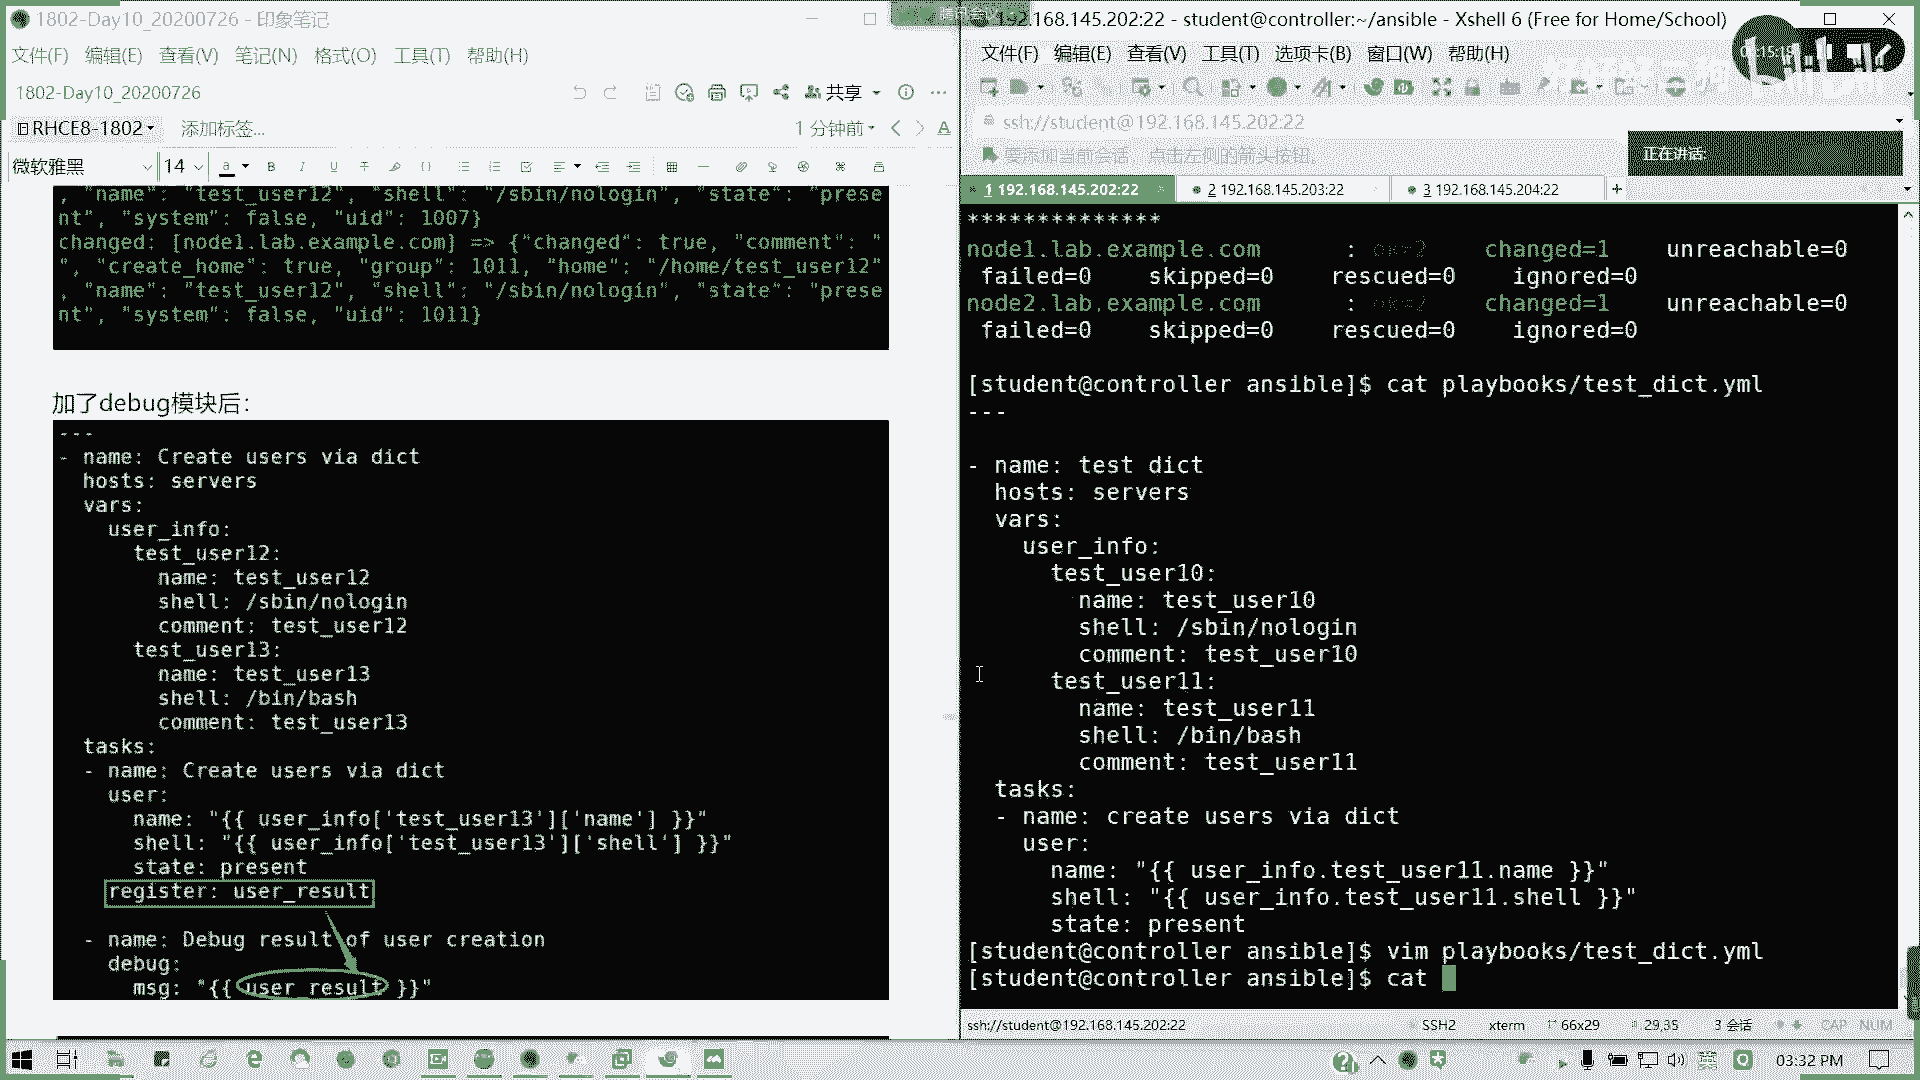 1802-Day10_20200726 - 印象笔记
文件(F) 编辑(E) 查看(V) 笔记(N) 格式(O) 工具(T) 帮助(H)
1802-Day10_20200726
共享
RHCE8-1802
添加标签...
1 分钟前
微软雅黑 14
, "name": "test_user12", "shell": "/sbin/nologin", "state": "prese
nt", "system": false, "uid": 1007}
changed: [node1.lab.example.com] => {"changed": true, "comment": "
", "create_home": true, "group": 1011, "home": "/home/test_user12"
, "name": "test_user12", "shell": "/sbin/nologin", "state": "prese
nt", "system": false, "uid": 1011}
加了debug模块后:
---
- name: Create users via dict
hosts: servers
vars:
user_info:
test_user12:
name: test_user12
shell: /sbin/nologin
comment: test_user12
test_user13:
name: test_user13
shell: /bin/bash
comment: test_user13
tasks:
- name: Create users via dict
user:
name: "{{ user_info['test_user13']['name'] }}"
shell: "{{ user_info['test_user13']['shell'] }}"
state: present
register: user_result
- name: Debug result of user creation
debug:
msg: "{{ user_result }}"
192.168.145.202:22 - student@controller:~/ansible - Xshell 6 (Free for Home/School)
文件(F) 编辑(E) 查看(V) 工具(T) 选项卡(B) 窗口(W) 帮助(H)
ssh://student@192.168.145.202:22
要添加当前会话，点击左侧的箭头按钮。
正在讲话:
1 192.168.145.202:22
2 192.168.145.203:22
3 192.168.145.204:22
**************
node1.lab.example.com : ok=2 changed=1 unreachable=0
failed=0 skipped=0 rescued=0 ignored=0
node2.lab.example.com : ok=2 changed=1 unreachable=0
failed=0 skipped=0 rescued=0 ignored=0
[student@controller ansible]$ cat playbooks/test_dict.yml
---
- name: test dict
hosts: servers
vars:
user_info:
test_user10:
name: test_user10
shell: /sbin/nologin
comment: test_user10
test_user11:
name: test_user11
shell: /bin/bash
comment: test_user11
tasks:
- name: create users via dict
user:
name: "{{ user_info.test_user11.name }}"
shell: "{{ user_info.test_user11.shell }}"
state: present
[student@controller ansible]$ vim playbooks/test_dict.yml
[student@controller ansible]$ cat
ssh://student@192.168.145.202:22
SSH2 xterm 66x29 29,35 3 会话 CAP NUM
英
03:32 PM